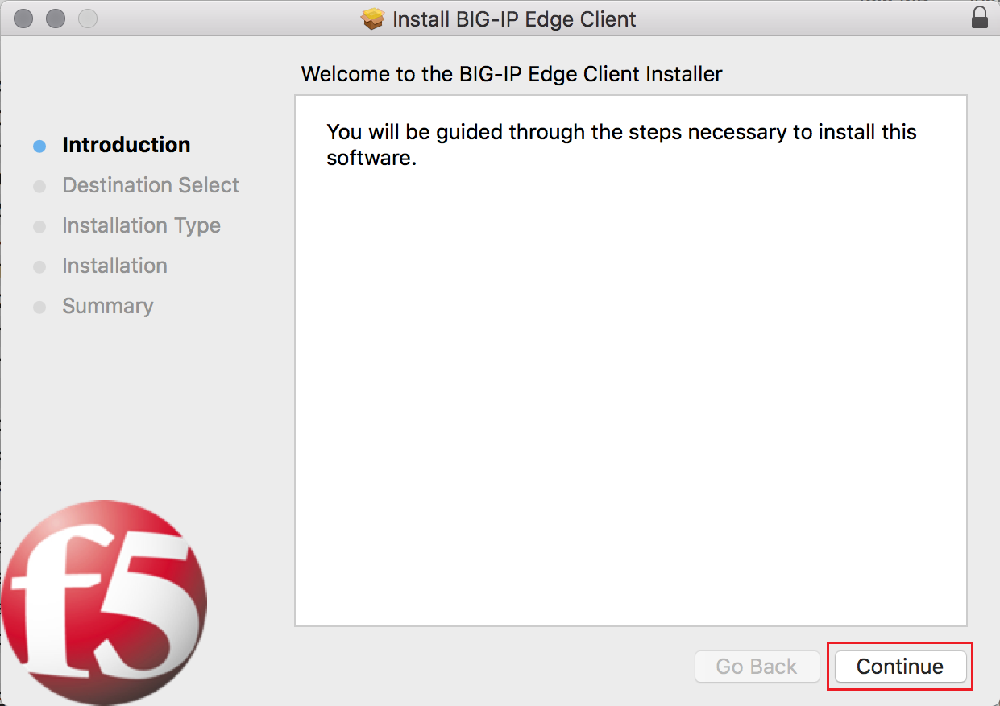 Install BIG-IP Edge Client
Welcome to the BIG-IP Edge Client Installer
Introduction
Destination Select
Installation Type
Installation
Summary
You will be guided through the steps necessary to install this
software.
f5
Go Back
Continue